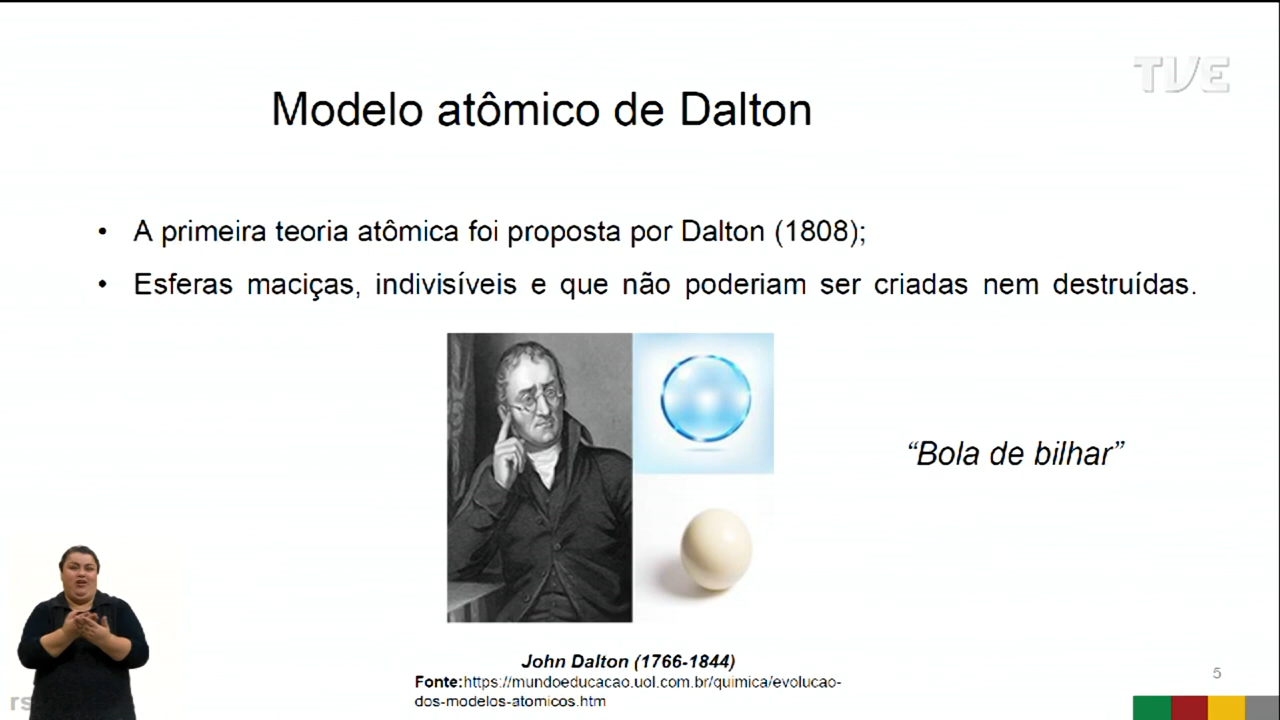 TVE
Modelo atômico de Dalton
• A primeira teoria atômica foi proposta por Dalton (1808);
• Esferas maciças, indivisíveis e que não poderiam ser criadas nem destruídas.
“Bola de bilhar”
John Dalton (1766-1844)
Fonte:https://mundoeducacao.uol.com.br/quimica/evolucao-
dos-modelos-atomicos.htm
5